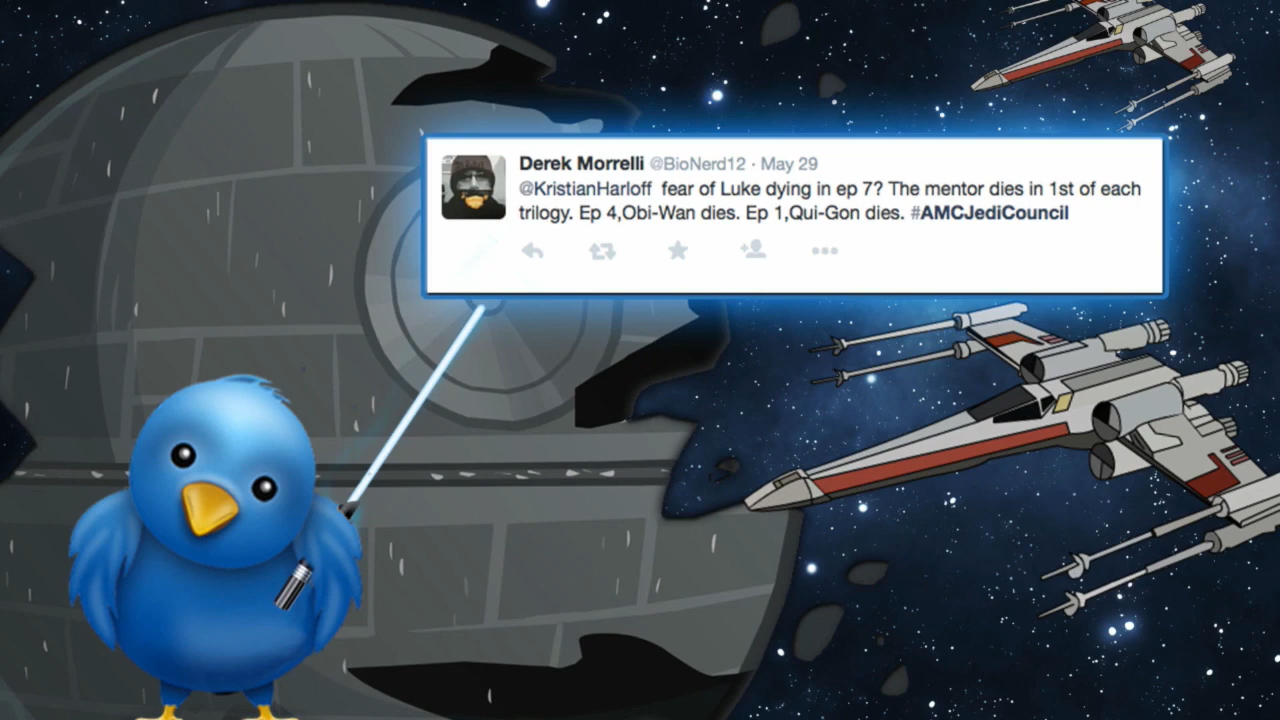 Derek Morrelli @BioNerd12 · May 29
@KristianHarloff fear of Luke dying in ep 7? The mentor dies in 1st of each
trilogy. Ep 4,Obi-Wan dies. Ep 1,Qui-Gon dies. #AMCJediCouncil